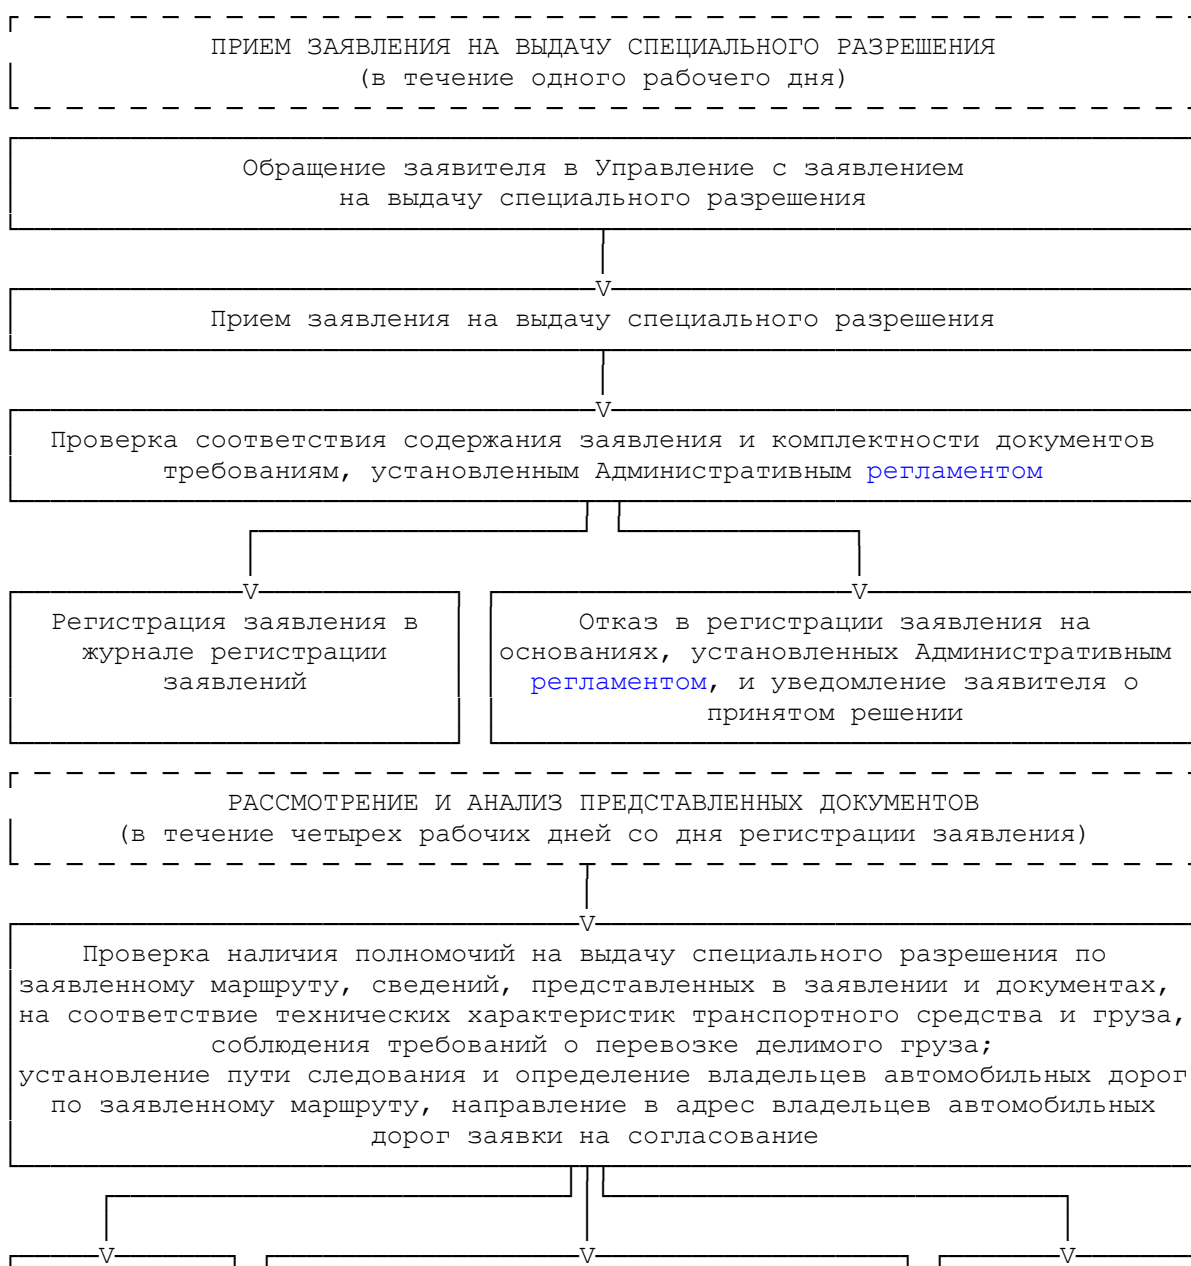 ПРИЕМ ЗАЯВЛЕНИЯ НА ВЫДАЧУ СПЕЦИАЛЬНОГО РАЗРЕШЕНИЯ
(в течение одного рабочего дня)
Обращение заявителя в Управление с заявлением
на выдачу специального разрешения
Прием заявления на выдачу специального разрешения
Проверка соответствия содержания заявления и комплектности документов
требованиям, установленным Административным регламентом
Регистрация заявления в
журнале регистрации
заявлений
Отказ в регистрации заявления на
основаниях, установленных Административным
регламентом, и уведомление заявителя о
принятом решении
РАССМОТРЕНИЕ И АНАЛИЗ ПРЕДСТАВЛЕННЫХ ДОКУМЕНТОВ
(в течение четырех рабочих дней со дня регистрации заявления)
Проверка наличия полномочий на выдачу специального разрешения по
заявленному маршруту, сведений, представленных в заявлении и документах,
на соответствие технических характеристик транспортного средства и груза,
соблюдения требований о перевозке делимого груза;
установление пути следования и определение владельцев автомобильных дорог
по заявленному маршруту, направление в адрес владельцев автомобильных
дорог заявки на согласование